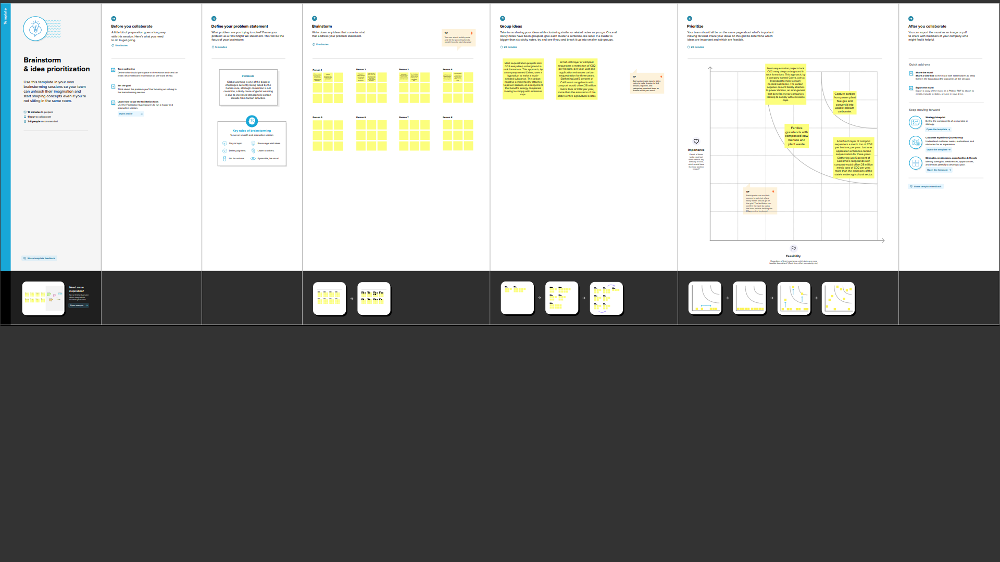 Template
Brainstorm
& idea prioritization
Use this template in your own
brainstorming sessions so your team
can unleash their imagination and
start shaping concepts even if you're
not sitting in the same room.
10 minutes to prepare
1 hour to collaborate
2-8 people recommended
Share template feedback
Need some
inspiration?
See a finished version
of this template to
kickstart your work.
Open example
Before you collaborate
A little bit of preparation goes a long way
with this session. Here's what you need
to do to get going.
10 minutes
A
Team gathering
Define who should participate in the session and send an
invite. Share relevant information or pre-work ahead.
B
Set the goal
Think about the problem you'll be focusing on solving in
the brainstorming session.
C
Learn how to use the facilitation tools
Use the Facilitation Superpowers to run a happy and
productive session.
Open article
1
Define your problem statement
What problem are you trying to solve? Frame your
problem as a How Might We statement. This will be the
focus of your brainstorm.
5 minutes
PROBLEM
Global warming is one of the biggest
challenges currently being faced by the
human race, although correlation is not
causation, a likely cause of global warming
is due to increased atmospheric carbon
dioxide from human activities.
Key rules of brainstorming
To run an smooth and productive session
Stay in topic.
Encourage wild ideas.
Defer judgment.
Listen to others.
Go for volume.
If possible, be visual.
2
Brainstorm
Write down any ideas that come to mind
that address your problem statement.
10 minutes
TIP
You can select a sticky note
and hit the pencil [switch to
sketch] icon to start drawing!
Person 1
Person 2
Person 3
Person 4
Person 5
Person 6
Person 7
Person 8
3
Group ideas
Take turns sharing your ideas while clustering similar or related notes as you go. Once all
sticky notes have been grouped, give each cluster a sentence-like label. If a cluster is
bigger than six sticky notes, try and see if you and break it up into smaller sub-groups.
20 minutes
Most sequestration projects lock
CO2 away deep underground in
rock formations. This approach, by
a company named Calera, uses a
byproduct to make a much-
needed substance. The carbon-
negative cement facility attaches
to power stations, an arrangement
that benefits energy companies
looking to comply with emissions
caps.
A half-inch layer of compost
sequesters a metric ton of CO2
per hectare, per year. Just one
application enhances carbon
sequestration for three years.
Slathering just 5 percent of
California's rangelands with
compost would offset 28 million
metric tons of CO2 per year,
more than the emissions of the
state's entire agricultural sector.
TIP
Add customizable tags to sticky
notes to make it easier to find,
browse, organize, and
categorize important ideas as
themes within your mural.
4
Prioritize
Your team should all be on the same page about what's important
moving forward. Place your ideas on this grid to determine which
ideas are important and which are feasible.
20 minutes
Most sequestration projects lock
CO2 away deep underground in
rock formations. This approach, by
a company named Calera, uses a
byproduct to make a much-
needed substance. The carbon-
negative cement facility attaches
to power stations, an arrangement
that benefits energy companies
looking to comply with emissions
caps.
Capture carbon
from power plant
flue gas and
convert it into
usable calcium
carbonate.
Fertilize
grasslands with
composted cow
manure and
plant waste.
A half-inch layer of compost
sequesters a metric ton of CO2
per hectare, per year. Just one
application enhances carbon
sequestration for three years.
Slathering just 5 percent of
California's rangelands with
compost would offset 28 million
metric tons of CO2 per year,
more than the emissions of the
state's entire agricultural sector.
Importance
If each of these
tasks could get
done without any
difficulty or cost,
which would have
the most positive
impact?
TIP
Participants can use their
cursors to point at where
sticky notes should go on
the grid. The facilitator can
confirm the spot by using
the laser pointer holding the
H key on the keyboard.
Feasibility
Regardless of their importance, which tasks are more
feasible than others? (Cost, time, effort, complexity, etc.)
After you collaborate
You can export the mural as an image or pdf
to share with members of your company who
might find it helpful.
Quick add-ons
A
Share the mural
Share a view link to the mural with stakeholders to keep
them in the loop about the outcomes of the session.
B
Export the mural
Export a copy of the mural as a PNG or PDF to attach to
emails, include in slides, or save in your drive.
Keep moving forward
Strategy blueprint
Define the components of a new idea or
strategy.
Open the template
Customer experience journey map
Understand customer needs, motivations, and
obstacles for an experience.
Open the template
Strengths, weaknesses, opportunities & threats
Identify strengths, weaknesses, opportunities,
and threats (SWOT) to develop a plan.
Open the template
Share template feedback